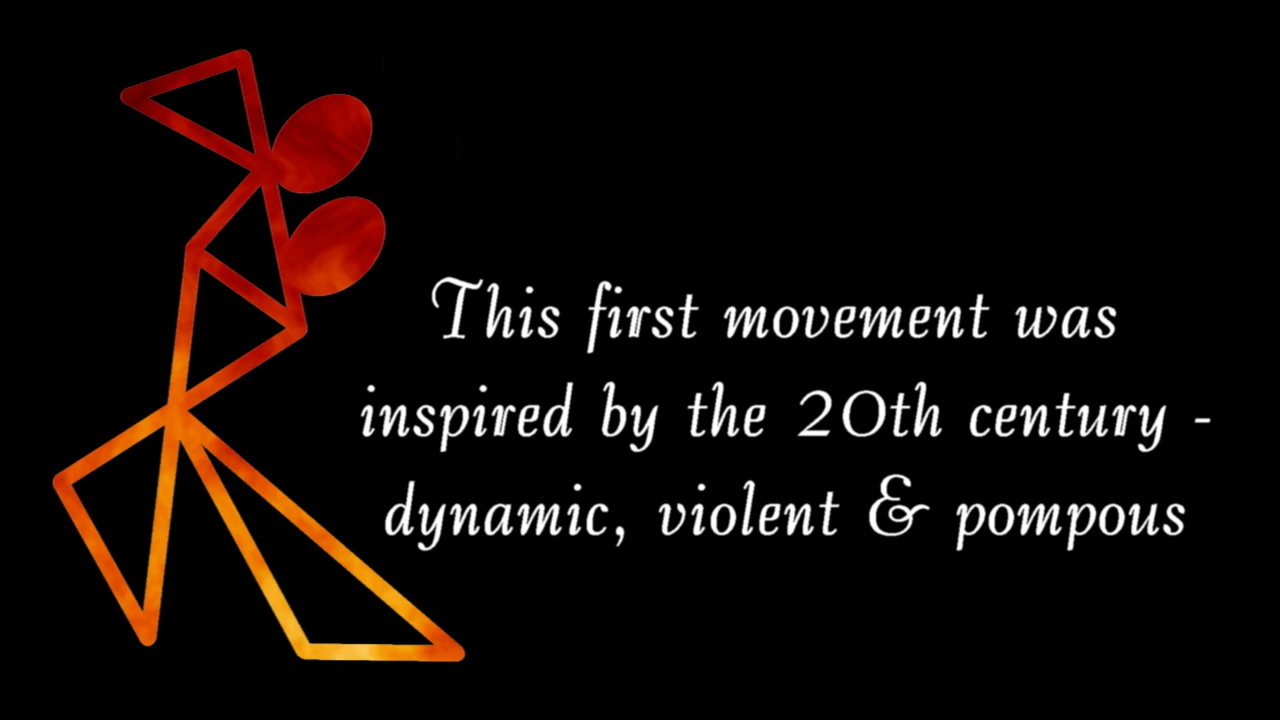 This first movement was
inspired by the 20th century -
dynamic, violent & pompous